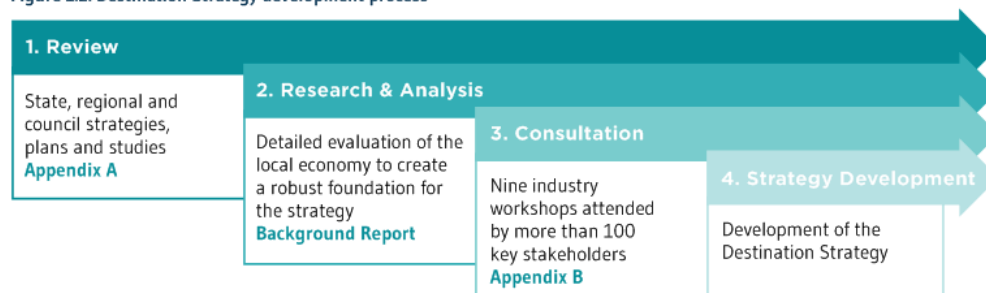 1. Review
State, regional and
council strategies,
plans and studies
Appendix A
2. Research & Analysis
Detailed evaluation of the
local economy to create
a robust foundation for
the strategy
Background Report
3. Consultation
Nine industry
workshops attended
by more than 100
key stakeholders
Appendix B
4. Strategy Development
Development of the
Destination Strategy